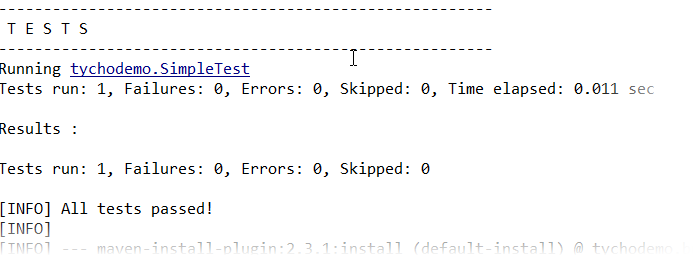 -------------------------------------------------------
T E S T S
-------------------------------------------------------
Running tychodemo.SimpleTest
Tests run: 1, Failures: 0, Errors: 0, Skipped: 0, Time elapsed: 0.011 sec
Results :
Tests run: 1, Failures: 0, Errors: 0, Skipped: 0
[INFO] All tests passed!
[INFO]
[INFO] --- maven-install-plugin:2.3.1:install (default-install) @ tychodemo